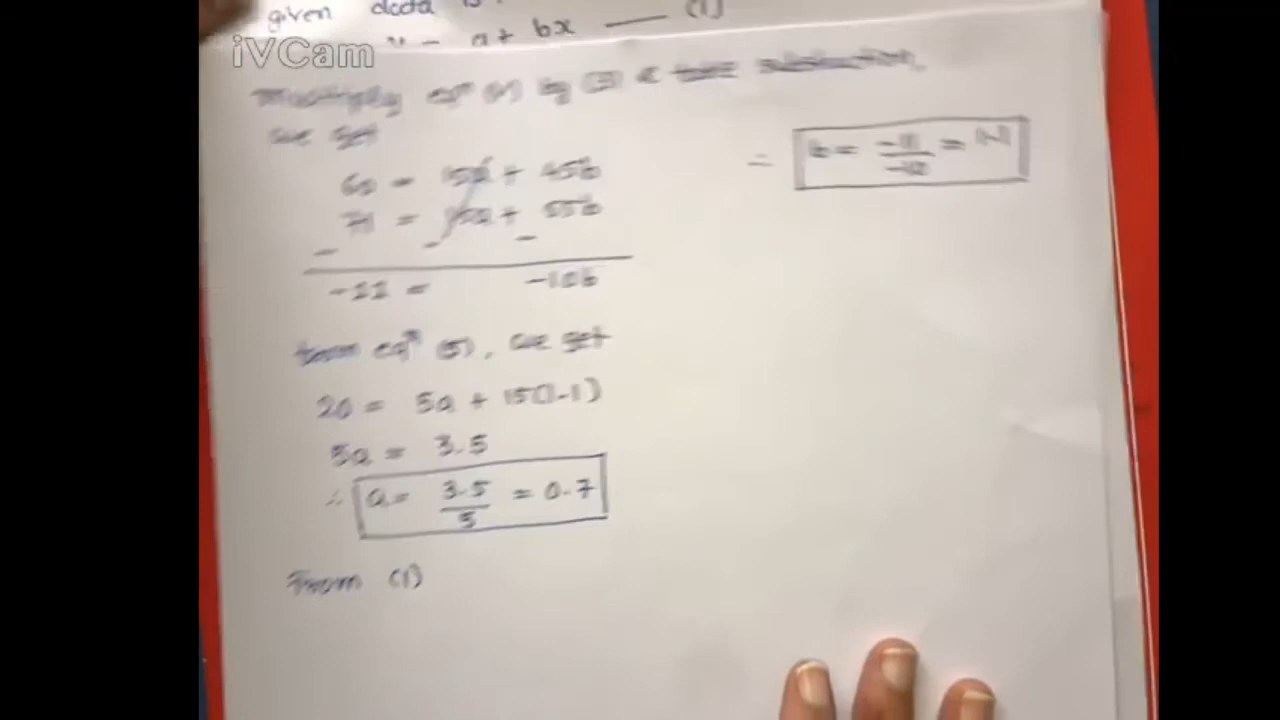 given data is
iVCam
y = a + bx —— (1)
Multiply eqn by (3) & take subtraction,
we get
60 = 15a + 45b
71 = 15a + 55b
- - -
-11 = -10b
∴ b = -11/-10 = 1.1
from eqn (5), we get
20 = 5a + 15(1.1)
5a = 3.5
∴ a = 3.5/5 = 0.7
From (1)